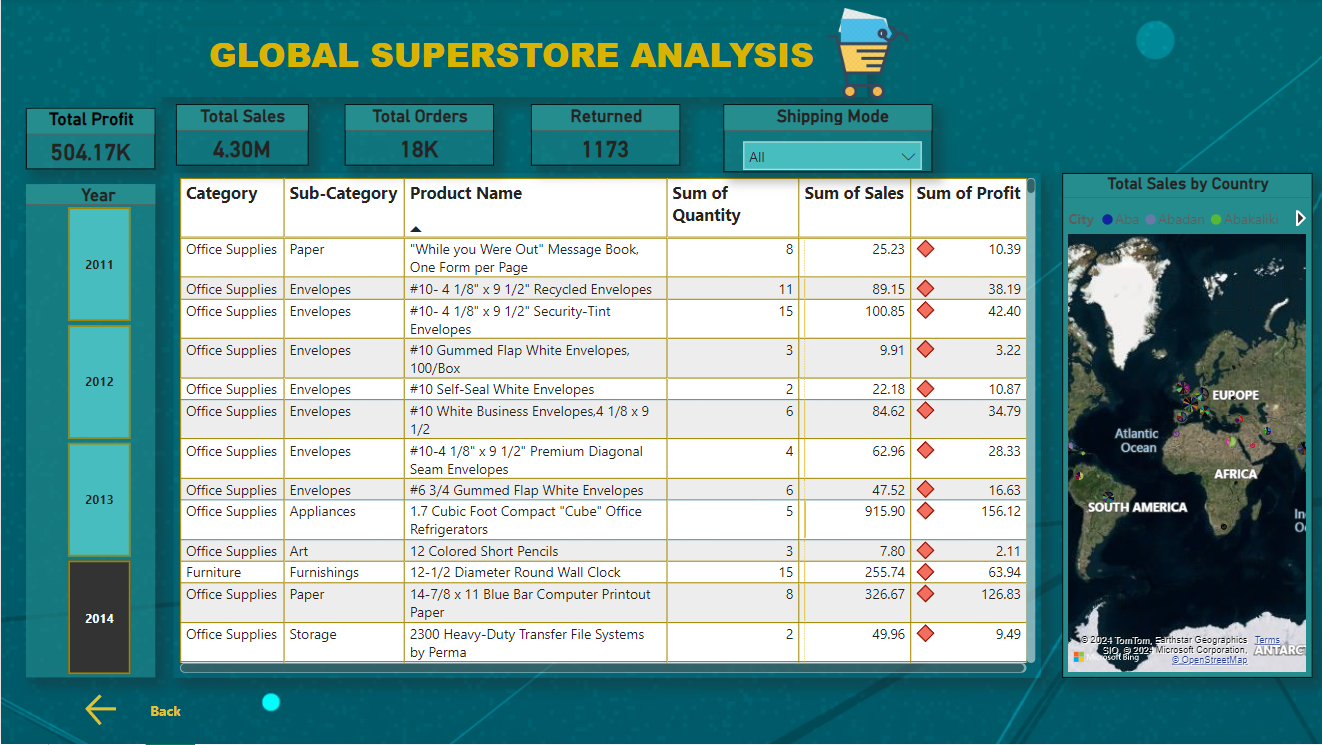 GLOBAL SUPERSTORE ANALYSIS
Total Profit
504.17K
Total Sales
4.30M
Total Orders
18K
Returned
1173
Shipping Mode
All
Year
2011
2012
2013
2014
Category Sub-Category Product Name Sum of Quantity Sum of Sales Sum of Profit
Office Supplies Paper "While you Were Out" Message Book, 8 25.23 10.39
One Form per Page
Office Supplies Envelopes #10- 4 1/8" x 9 1/2" Recycled Envelopes 11 89.15 38.19
Office Supplies Envelopes #10- 4 1/8" x 9 1/2" Security-Tint 15 100.85 42.40
Envelopes
Office Supplies Envelopes #10 Gummed Flap White Envelopes, 3 9.91 3.22
100/Box
Office Supplies Envelopes #10 Self-Seal White Envelopes 2 22.18 10.87
Office Supplies Envelopes #10 White Business Envelopes,4 1/8 x 9 6 84.62 34.79
1/2
Office Supplies Envelopes #10-4 1/8" x 9 1/2" Premium Diagonal 4 62.96 28.33
Seam Envelopes
Office Supplies Envelopes #6 3/4 Gummed Flap White Envelopes 6 47.52 16.63
Office Supplies Appliances 1.7 Cubic Foot Compact "Cube" Office 5 915.90 156.12
Refrigerators
Office Supplies Art 12 Colored Short Pencils 3 7.80 2.11
Furniture Furnishings 12-1/2 Diameter Round Wall Clock 15 255.74 63.94
Office Supplies Paper 14-7/8 x 11 Blue Bar Computer Printout 8 326.67 126.83
Paper
Office Supplies Storage 2300 Heavy-Duty Transfer File Systems 2 49.96 9.49
by Perma
Total Sales by Country
City Aba Abadan Abakaliki
EUROPE
Atlantic
Ocean
AFRICA
SOUTH AMERICA
In
O
ANTARC
© 2024 TomTom, Earthstar Geographics Terms
SIO, © 2024 Microsoft Corporation,
© OpenStreetMap
Microsoft Bing
Back